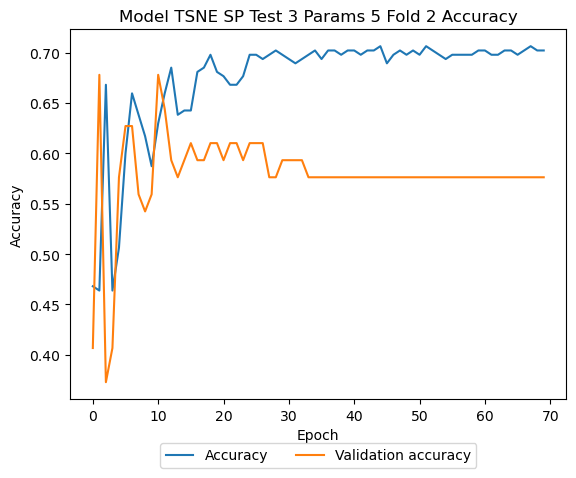 Model TSNE SP Test 3 Params 5 Fold 2 Accuracy
0.70
0.65
0.60
0.55
0.50
0.45
0.40
Accuracy
0 10 20 30 40 50 60 70
Epoch
Accuracy Validation accuracy